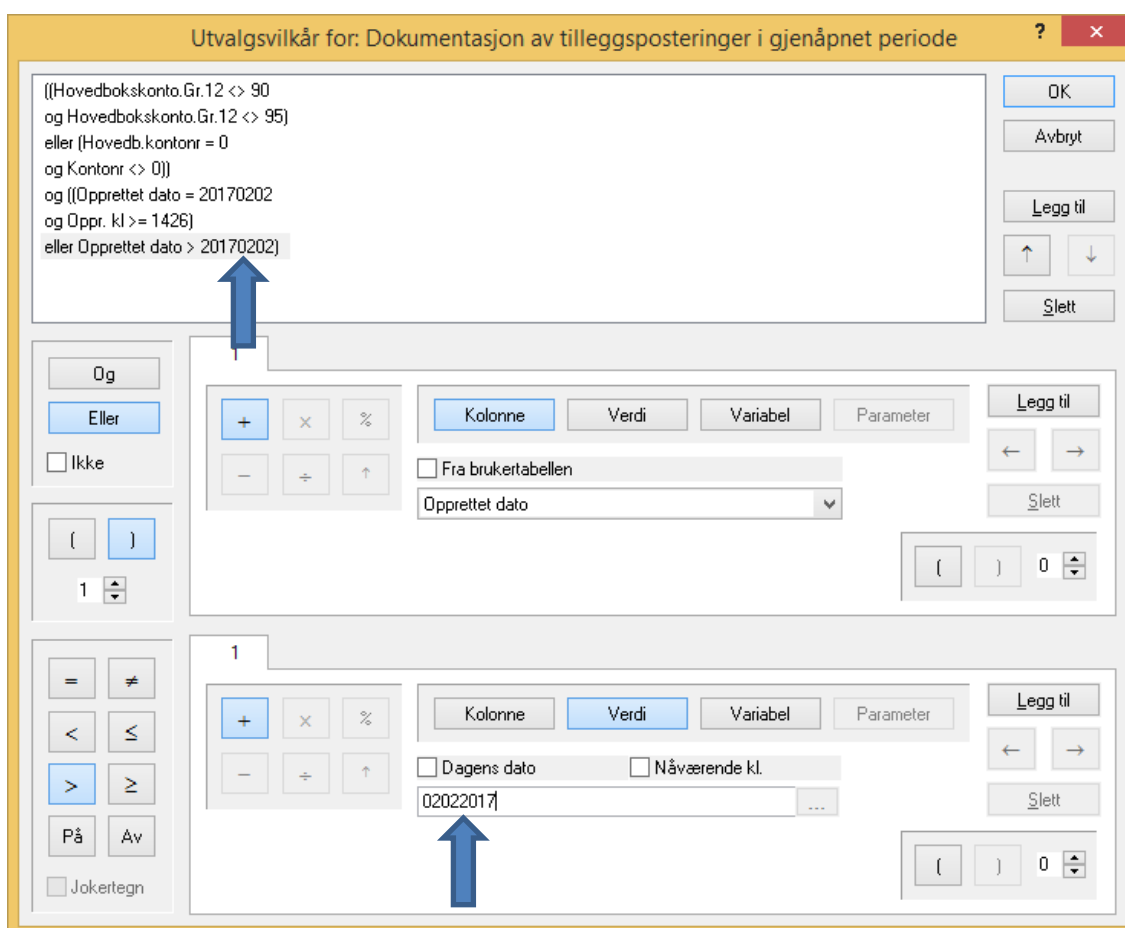 Utvalgsvilkår for: Dokumentasjon av tilleggsposteringer i gjenåpnet periode ? ×
((Hovedbokskonto.Gr.12 <> 90
og Hovedbokskonto.Gr.12 <> 95)
eller (Hovedb.kontonr = 0
og Kontonr <> 0))
og ((Opprettet dato = 20170202
og Oppr. kl >= 1426)
eller Opprettet dato > 20170202)
OK
Avbryt
Legg til
↑ ↓
Slett
Og
Eller
Ikke
( )
1
= ≠
< ≤
> ≥
På Av
Jokertegn
1
+ × %
− ÷ ↑
Kolonne Verdi Variabel Parameter
Fra brukertabellen
Opprettet dato
Legg til
← →
Slett
( ) 0
1
+ × %
− ÷ ↑
Kolonne Verdi Variabel Parameter
Dagens dato Nåværende kl.
02022017 ...
Legg til
← →
Slett
( ) 0